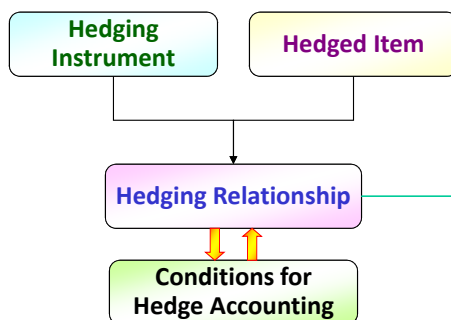 Hedging
Instrument
Hedged Item
Hedging Relationship
Conditions for
Hedge Accounting